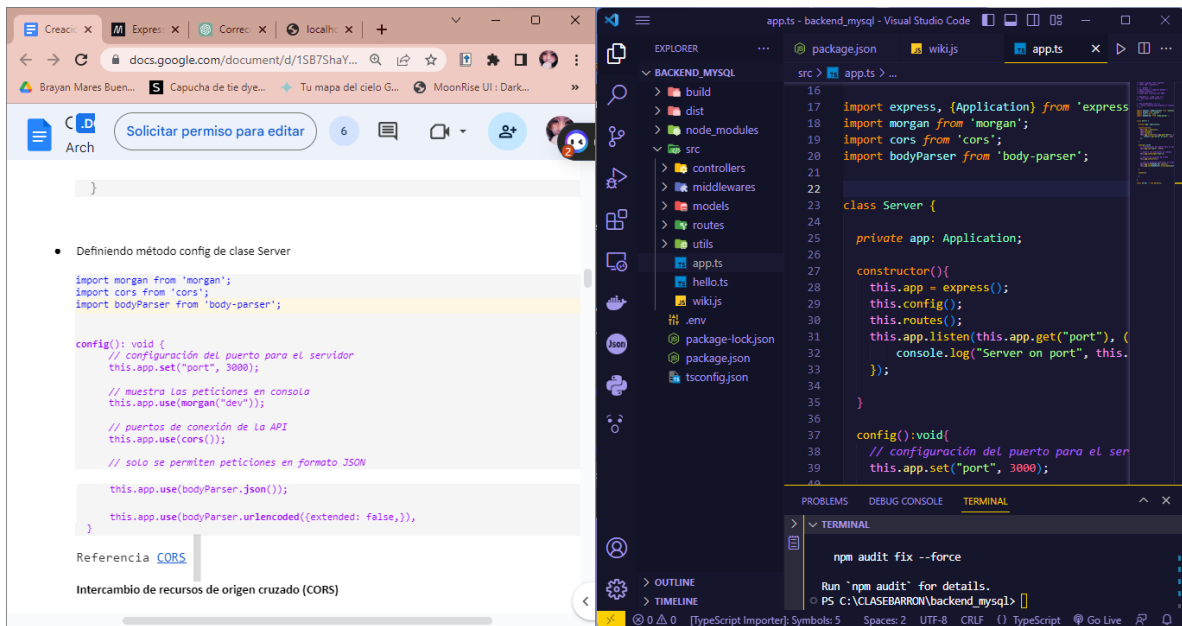 Creaci
Expres
Correc
localho
docs.google.com/document/d/1SB7ShaY...
Brayan Mares Buen...
Capucha de tie dye...
Tu mapa del cielo G...
MoonRise UI : Dark...
»
C
.DO
Arch
Solicitar permiso para editar
6
2
}
● Definiendo método config de clase Server
import morgan from 'morgan';
import cors from 'cors';
import bodyParser from 'body-parser';
config(): void {
// configuración del puerto para el servidor
this.app.set("port", 3000);
// muestra las peticiones en consola
this.app.use(morgan("dev"));
// puertos de conexión de la API
this.app.use(cors());
// solo se permiten peticiones en formato JSON
this.app.use(bodyParser.json());
this.app.use(bodyParser.urlencoded({extended: false,}),
}
Referencia CORS
Intercambio de recursos de origen cruzado (CORS)
app.ts - backend_mysql - Visual Studio Code
EXPLORER
BACKEND_MYSQL
build
dist
node_modules
src
controllers
middlewares
models
routes
utils
app.ts
hello.ts
wiki.js
.env
package-lock.json
package.json
tsconfig.json
OUTLINE
TIMELINE
Json
package.json
wiki.js
app.ts
src > app.ts > ...
16
17 import express, {Application} from 'express
18 import morgan from 'morgan';
19 import cors from 'cors';
20 import bodyParser from 'body-parser';
21
22
23 class Server {
24
25 private app: Application;
26
27 constructor(){
28 this.app = express();
29 this.config();
30 this.routes();
31 this.app.listen(this.app.get("port"), (
32 console.log("Server on port", this.
33 });
34
35 }
36
37 config():void{
38 // configuración del puerto para el ser
39 this.app.set("port", 3000);
40
PROBLEMS
DEBUG CONSOLE
TERMINAL
TERMINAL
npm audit fix --force
Run `npm audit` for details.
PS C:\CLASEBARRON\backend_mysql>
0
0
[TypeScript Importer]: Symbols: 5
Spaces: 2
UTF-8
CRLF
{} TypeScript
Go Live